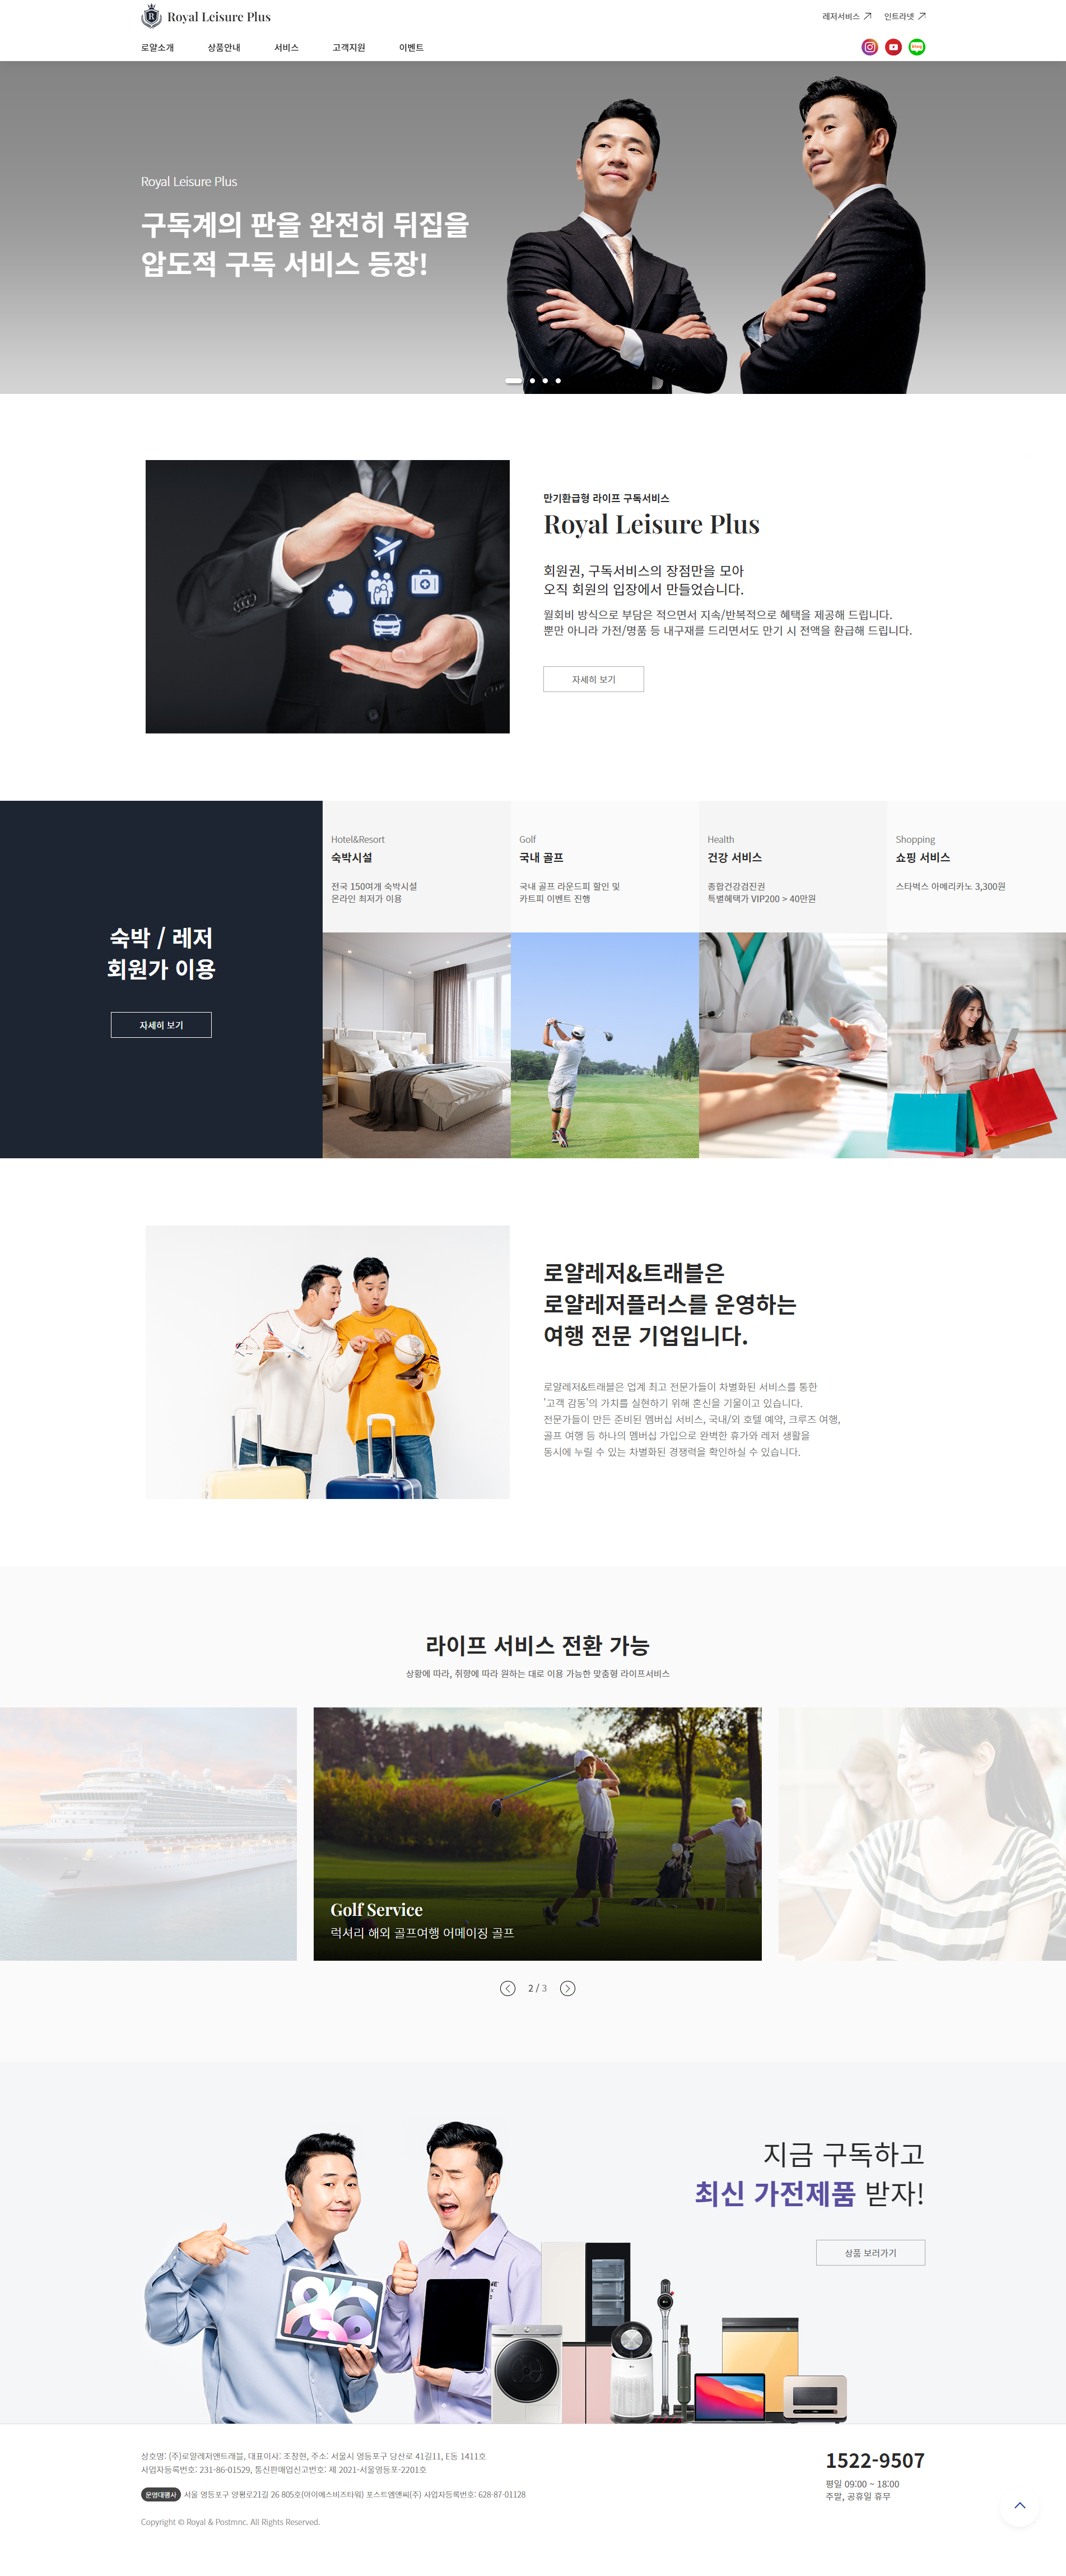 Royal Leisure Plus
레저서비스
인트라넷
로얄소개
상품안내
서비스
고객지원
이벤트
blog
Royal Leisure Plus
구독계의 판을 완전히 뒤집을
압도적 구독 서비스 등장!
만기환급형 라이프 구독서비스
Royal Leisure Plus
회원권, 구독서비스의 장점만을 모아
오직 회원의 입장에서 만들었습니다.
월회비 방식으로 부담은 적으면서 지속/반복적으로 혜택을 제공해 드립니다.
뿐만 아니라 가전/명품 등 내구재를 드리면서도 만기 시 전액을 환급해 드립니다.
자세히 보기
숙박 / 레저
회원가 이용
자세히 보기
Hotel&Resort
숙박시설
전국 150여개 숙박시설
온라인 최저가 이용
Golf
국내 골프
국내 골프 라운드피 할인 및
카트피 이벤트 진행
Health
건강 서비스
종합건강검진권
특별혜택가 VIP200 > 40만원
Shopping
쇼핑 서비스
스타벅스 아메리카노 3,300원
로얄레저&트래블은
로얄레저플러스를 운영하는
여행 전문 기업입니다.
로얄레저&트래블은 업계 최고 전문가들이 차별화된 서비스를 통한
'고객 감동'의 가치를 실현하기 위해 혼신을 기울이고 있습니다.
전문가들이 만든 준비된 멤버십 서비스, 국내/외 호텔 예약, 크루즈 여행,
골프 여행 등 하나의 멤버십 가입으로 완벽한 휴가와 레저 생활을
동시에 누릴 수 있는 차별화된 경쟁력을 확인하실 수 있습니다.
라이프 서비스 전환 가능
상황에 따라, 취향에 따라 원하는 대로 이용 가능한 맞춤형 라이프서비스
Golf Service
럭셔리 해외 골프여행 어메이징 골프
2 / 3
지금 구독하고
최신 가전제품 받자!
상품 보러가기
상호명: (주)로얄레저앤트래블, 대표이사: 조창현, 주소: 서울시 영등포구 당산로 41길11, E동 1411호
사업자등록번호: 231-86-01529, 통신판매업신고번호: 제 2021-서울영등포-2201호
운영대행사 서울 영등포구 양평로21길 26 805호(아이에스비즈타워) 포스트엠앤씨(주) 사업자등록번호: 628-87-01128
Copyright © Royal & Postmnc. All Rights Reserved.
1522-9507
평일 09:00 ~ 18:00
주말, 공휴일 휴무